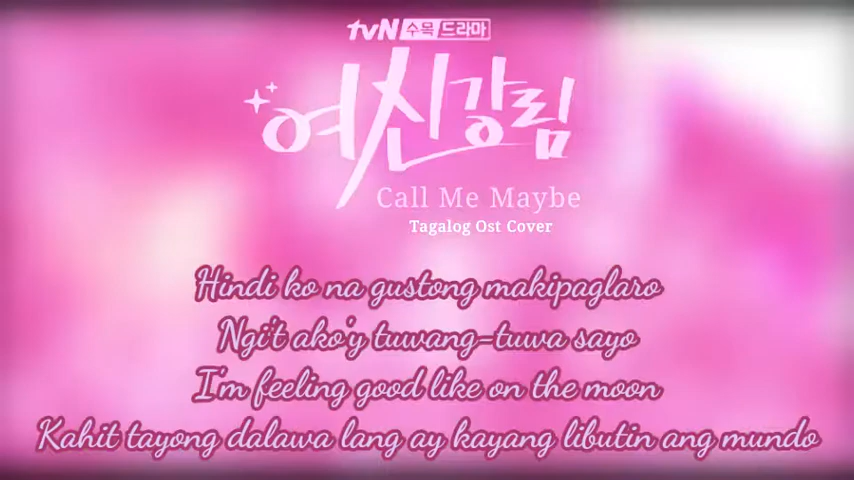 tvN 수목 드라마
여신강림
Call Me Maybe
Tagalog Ost Cover
Hindi ko na gustong makipaglaro
Ngi't ako'y tuwang-tuwa sayo
I'm feeling good like on the moon
Kahit tayong dalawa lang ay kayang libutin ang mundo